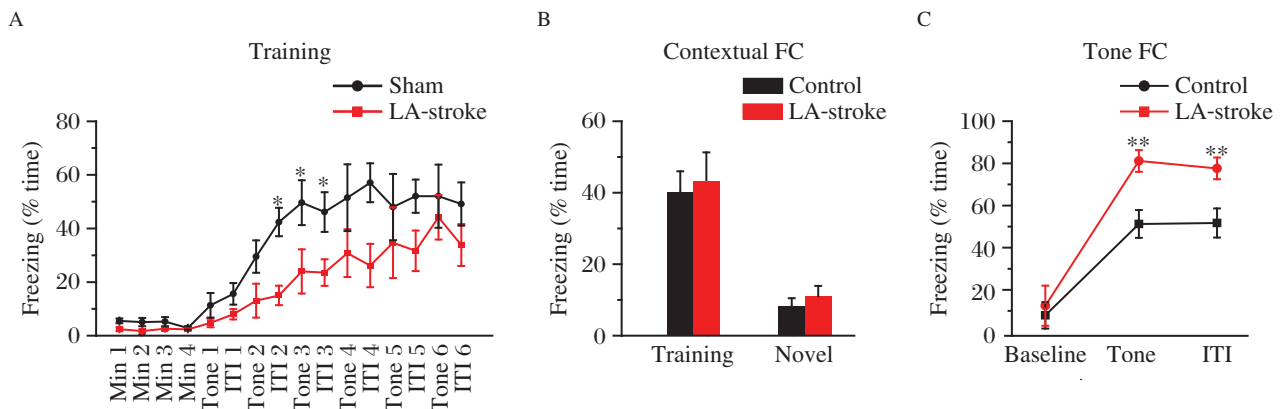 A
Training
Sham
LA-stroke
Freezing (% time)
80
60
40
20
0
* * *
Min 1
Min 2
Min 3
Min 4
Tone 1
ITI 1
Tone 2
ITI 2
Tone 3
ITI 3
Tone 4
ITI 4
Tone 5
ITI 5
Tone 6
ITI 6
B
Contextual FC
Control
LA-stroke
Freezing (% time)
60
40
20
0
Training Novel
C
Tone FC
Control
LA-stroke
Freezing (% time)
100
80
60
40
20
0
** **
Baseline Tone ITI